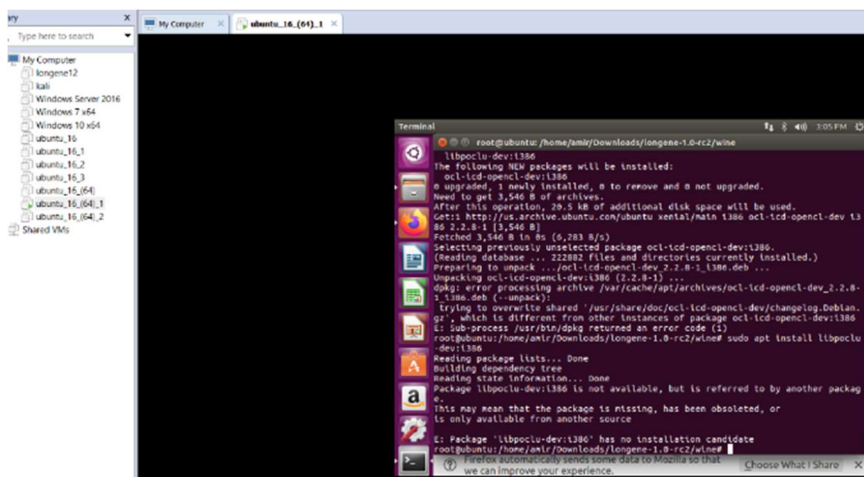 ary X
Type here to search
My Computer
longene12
kali
Windows Server 2016
Windows 7 x64
Windows 10 x64
ubuntu_16
ubuntu_16_1
ubuntu_16_2
ubuntu_16_3
ubuntu_16_(64)
ubuntu_16_(64)_1
ubuntu_16_(64)_2
Shared VMs
My Computer X ubuntu_16_(64)_1 X
Terminal 3:05 PM
root@ubuntu: /home/amir/Downloads/longene-1.0-rc2/wine
libpoclu-dev:i386
The following NEW packages will be installed:
ocl-icd-opencl-dev:i386
0 upgraded, 1 newly installed, 0 to remove and 0 not upgraded.
Need to get 3,546 B of archives.
After this operation, 20.5 kB of additional disk space will be used.
Get:1 http://us.archive.ubuntu.com/ubuntu xenial/main i386 ocl-icd-opencl-dev i3
86 2.2.8-1 [3,546 B]
Fetched 3,546 B in 0s (6,283 B/s)
Selecting previously unselected package ocl-icd-opencl-dev:i386.
(Reading database ... 222882 files and directories currently installed.)
Preparing to unpack .../ocl-icd-opencl-dev_2.2.8-1_i386.deb ...
Unpacking ocl-icd-opencl-dev:i386 (2.2.8-1) ...
dpkg: error processing archive /var/cache/apt/archives/ocl-icd-opencl-dev_2.2.8-
1_i386.deb (--unpack):
trying to overwrite shared '/usr/share/doc/ocl-icd-opencl-dev/changelog.Debian.
gz', which is different from other instances of package ocl-icd-opencl-dev:i386
E: Sub-process /usr/bin/dpkg returned an error code (1)
root@ubuntu:/home/amir/Downloads/longene-1.0-rc2/wine# sudo apt install libpoclu
-dev:i386
Reading package lists... Done
Building dependency tree
Reading state information... Done
Package libpoclu-dev:i386 is not available, but is referred to by another packag
e.
This may mean that the package is missing, has been obsoleted, or
is only available from another source
E: Package 'libpoclu-dev:i386' has no installation candidate
root@ubuntu:/home/amir/Downloads/longene-1.0-rc2/wine#
Firefox automatically sends some data to Mozilla so that
we can improve your experience.
Choose What I Share X